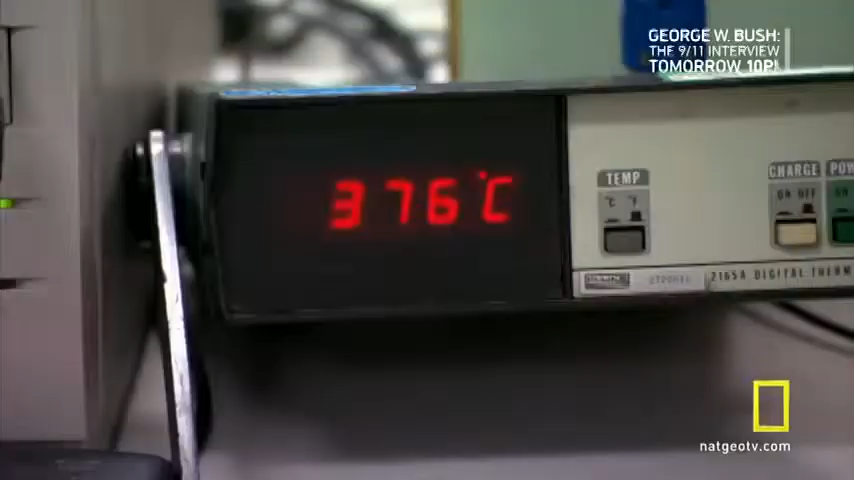 GEORGE W. BUSH:
THE 9/11 INTERVIEW
TOMORROW 10P!
376°C
TEMP
°C °F
CHARGE
ON OFF
POW
ON
2165A DIGITAL THERM
natgeotv.com